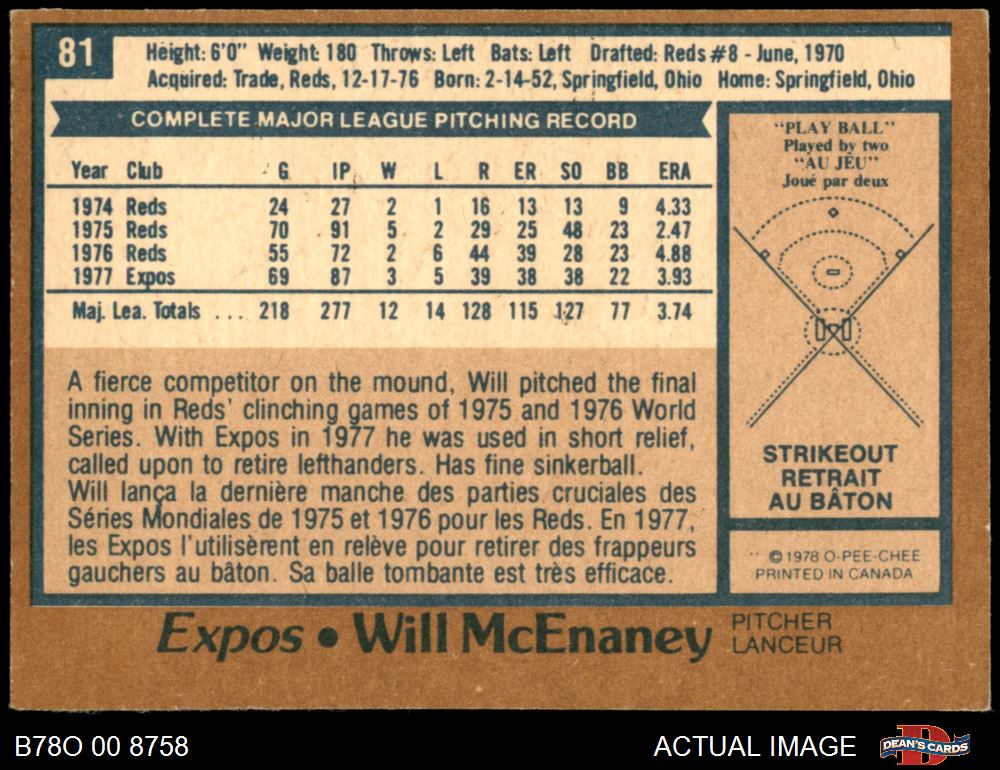 81
Height: 6'0" Weight: 180 Throws: Left Bats: Left Drafted: Reds #8 - June, 1970
Acquired: Trade, Reds, 12-17-76 Born: 2-14-52, Springfield, Ohio Home: Springfield, Ohio
COMPLETE MAJOR LEAGUE PITCHING RECORD
Year Club G IP W L R ER SO BB ERA
1974 Reds 24 27 2 1 16 13 13 9 4.33
1975 Reds 70 91 5 2 29 25 48 23 2.47
1976 Reds 55 72 2 6 44 39 28 23 4.88
1977 Expos 69 87 3 5 39 38 38 22 3.93
Maj. Lea. Totals ... 218 277 12 14 128 115 127 77 3.74
A fierce competitor on the mound, Will pitched the final
inning in Reds' clinching games of 1975 and 1976 World
Series. With Expos in 1977 he was used in short relief,
called upon to retire lefthanders. Has fine sinkerball.
Will lança la dernière manche des parties cruciales des
Séries Mondiales de 1975 et 1976 pour les Reds. En 1977,
les Expo l'utilisèrent en relève pour retirer des frappeurs
gauchers au bâton. Sa balle tombante est très efficace.
"PLAY BALL"
Played by two
"AU JEU"
Joué par deux
STRIKEOUT
RETRAIT
AU BÂTON
© 1978 O-PEE-CHEE
PRINTED IN CANADA
Expos • Will McEnaney
PITCHER
LANCEUR
B78O 00 8758
ACTUAL IMAGE
DEAN'S CARDS